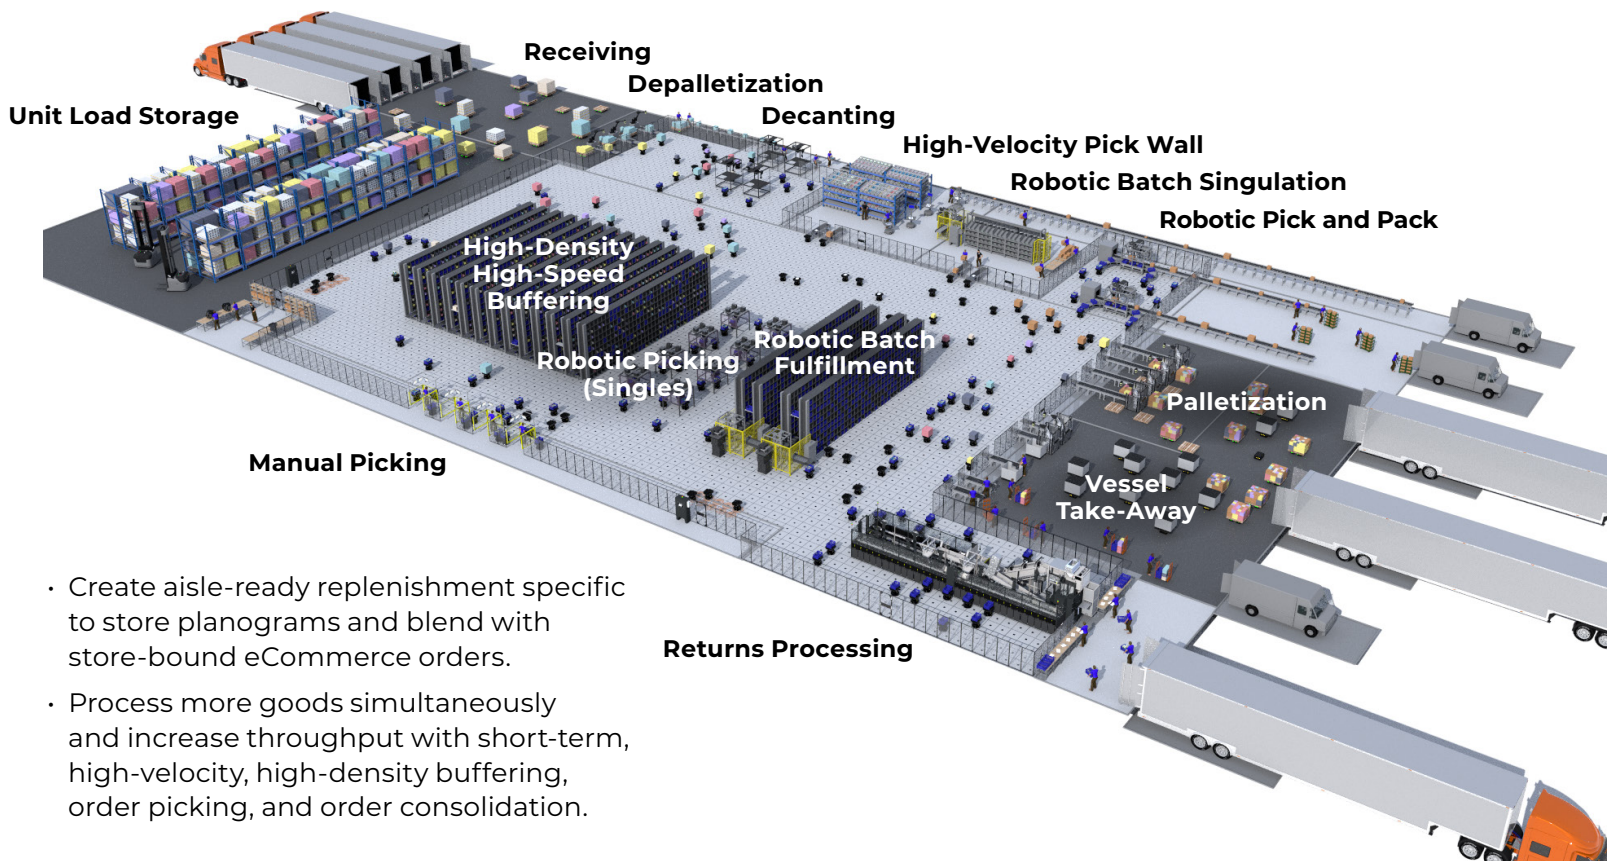 Receiving
Depalletization
Unit Load Storage
Decanting
High-Velocity Pick Wall
Robotic Batch Singulation
Robotic Pick and Pack
High-Density
High-Speed
Buffering
Robotic Picking
(Singles)
Robotic Batch
Fulfillment
Palletization
Manual Picking
Vessel
Take-Away
Returns Processing
• Create aisle-ready replenishment specific
to store planograms and blend with
store-bound eCommerce orders.
• Process more goods simultaneously
and increase throughput with short-term,
high-velocity, high-density buffering,
order picking, and order consolidation.